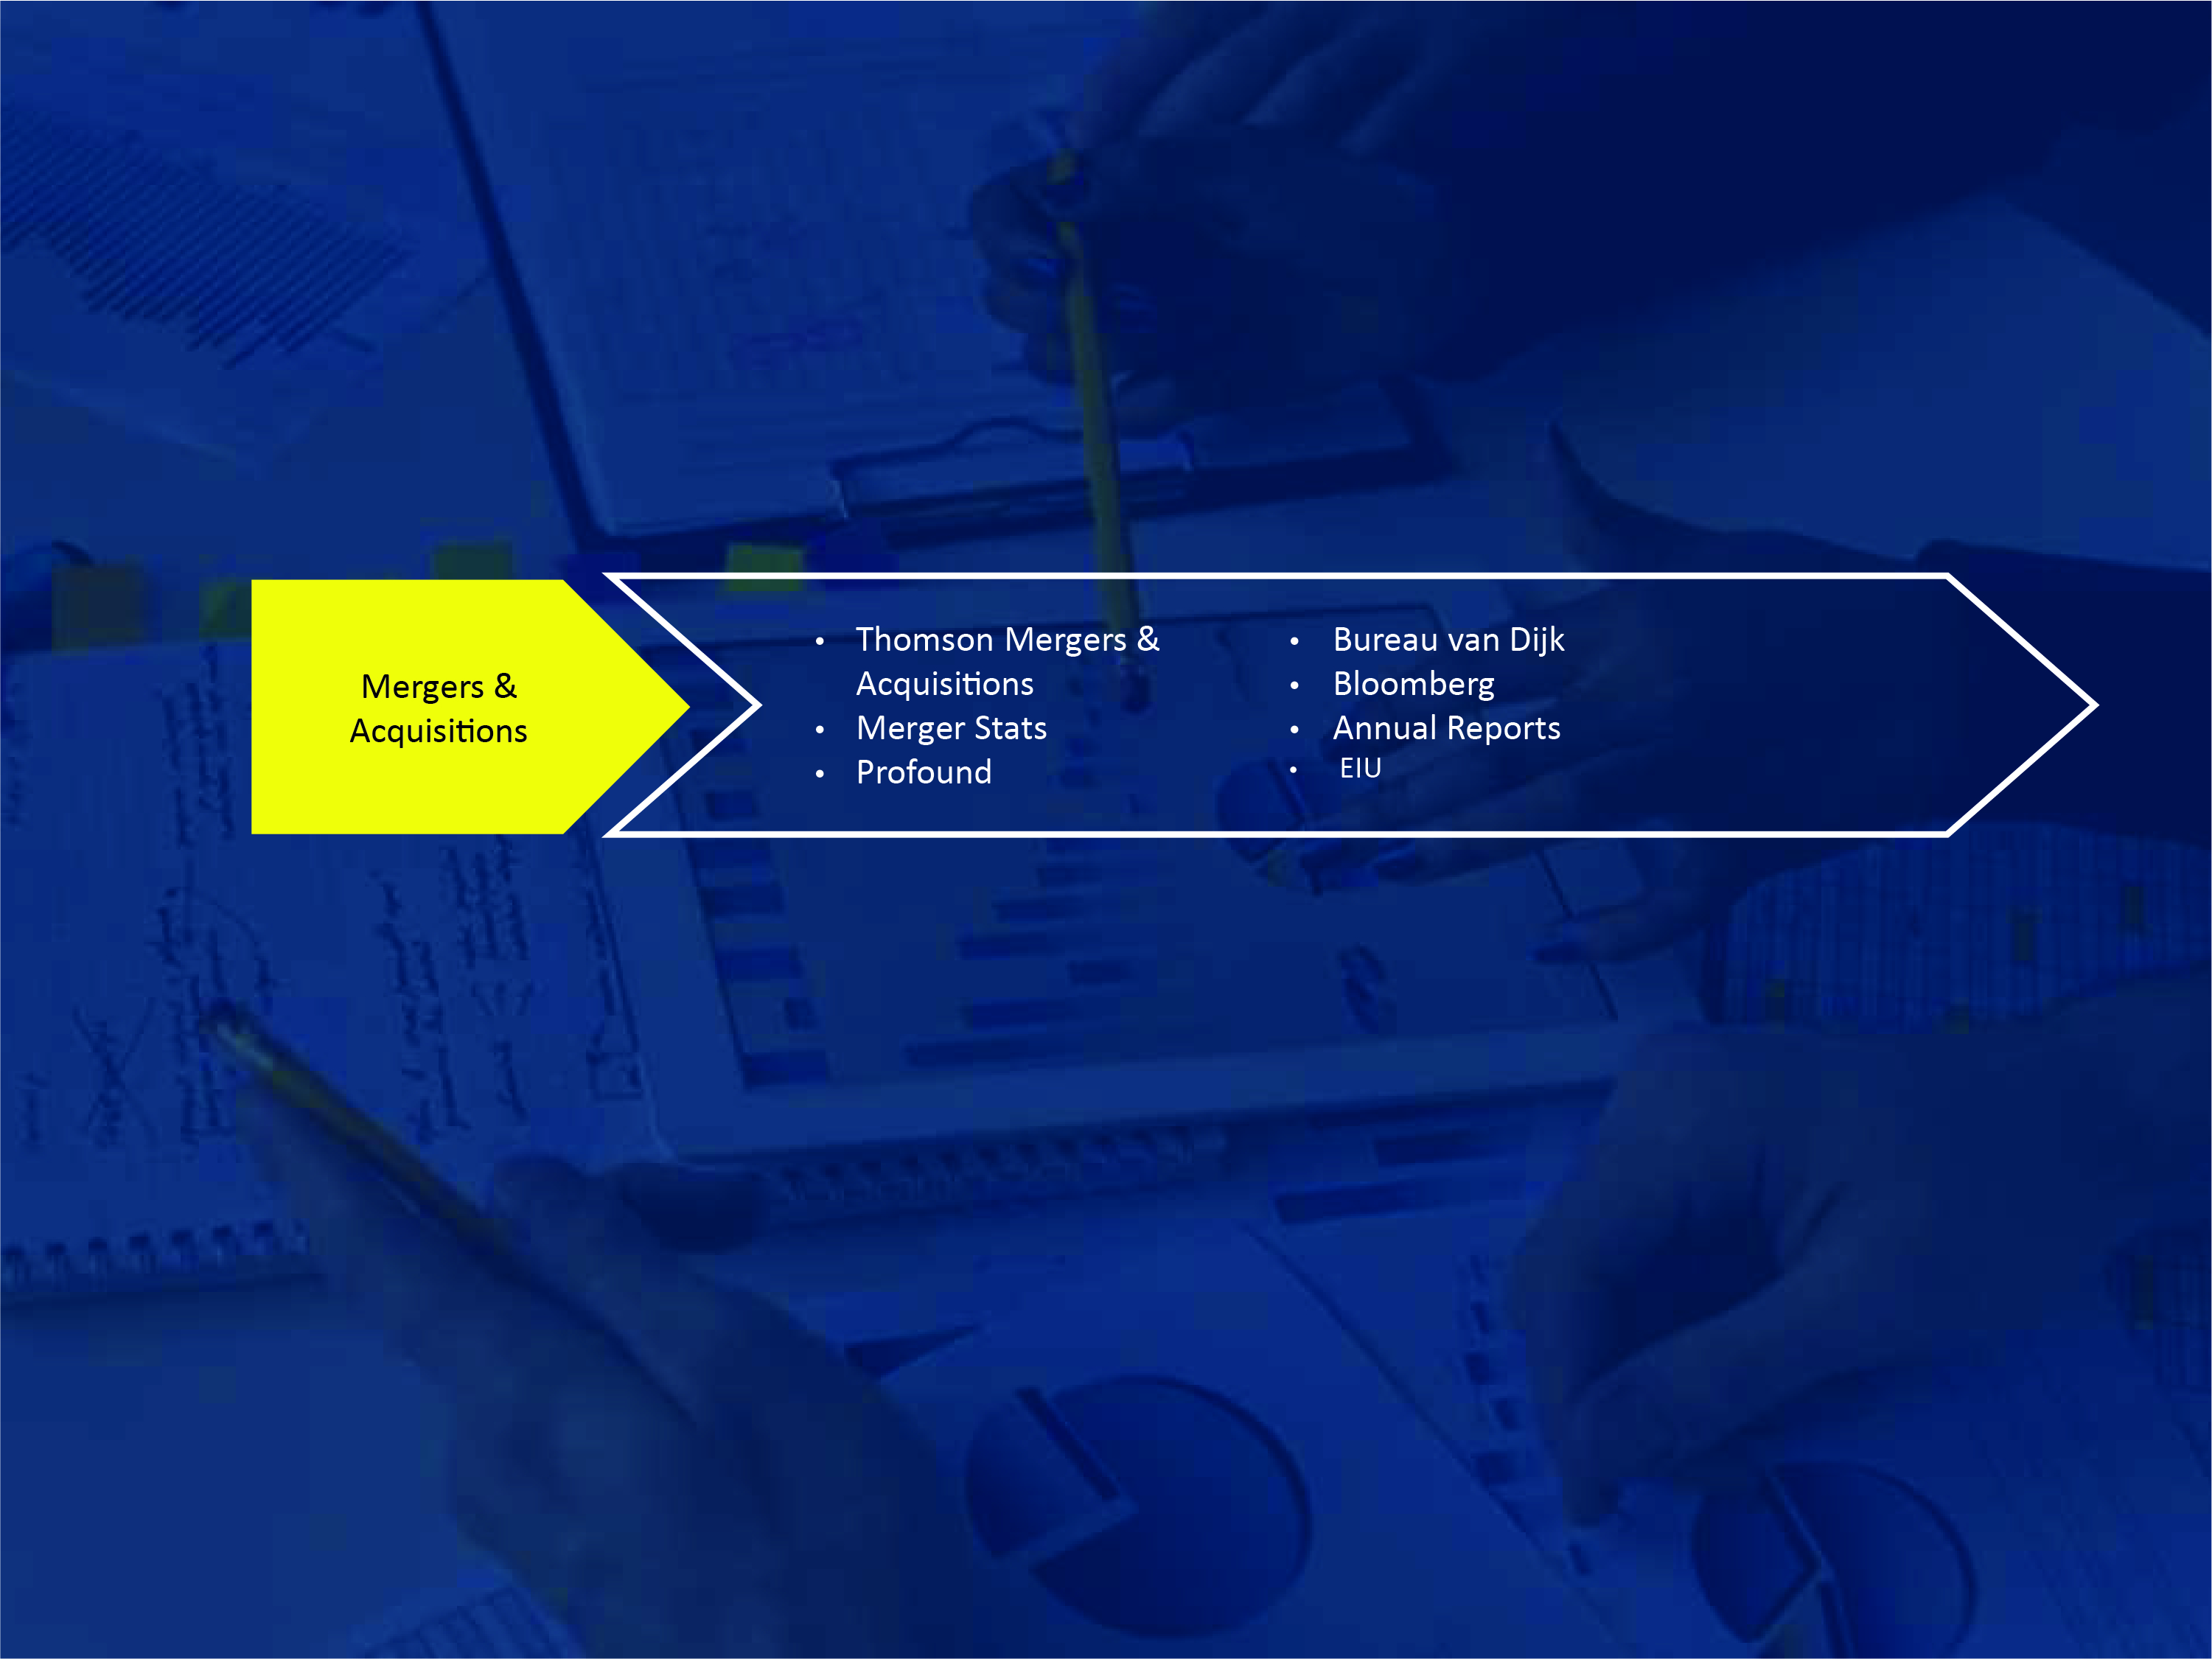 Mergers &
Acquisitions
• Thomson Mergers &
Acquisitions
• Merger Stats
• Profound
• Bureau van Dijk
• Bloomberg
• Annual Reports
• EIU